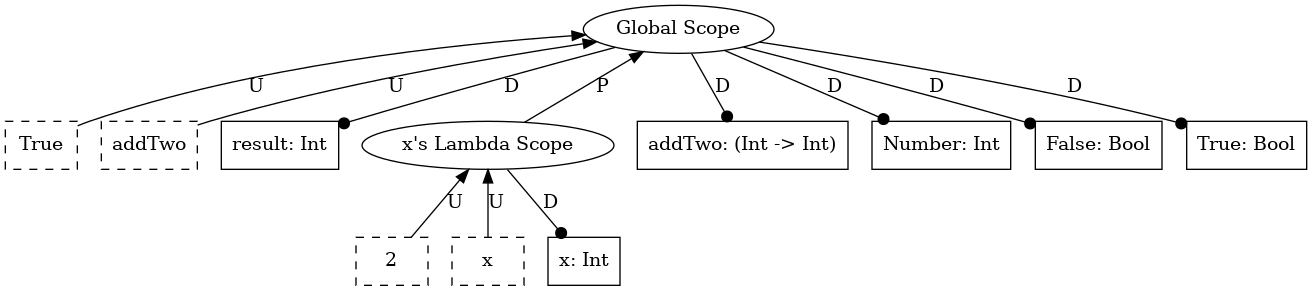 Global Scope
U
U
D
P
D
D
D
D
True
addTwo
result: Int
x's Lambda Scope
addTwo: (Int -> Int)
Number: Int
False: Bool
True: Bool
U
U
D
2
x
x: Int